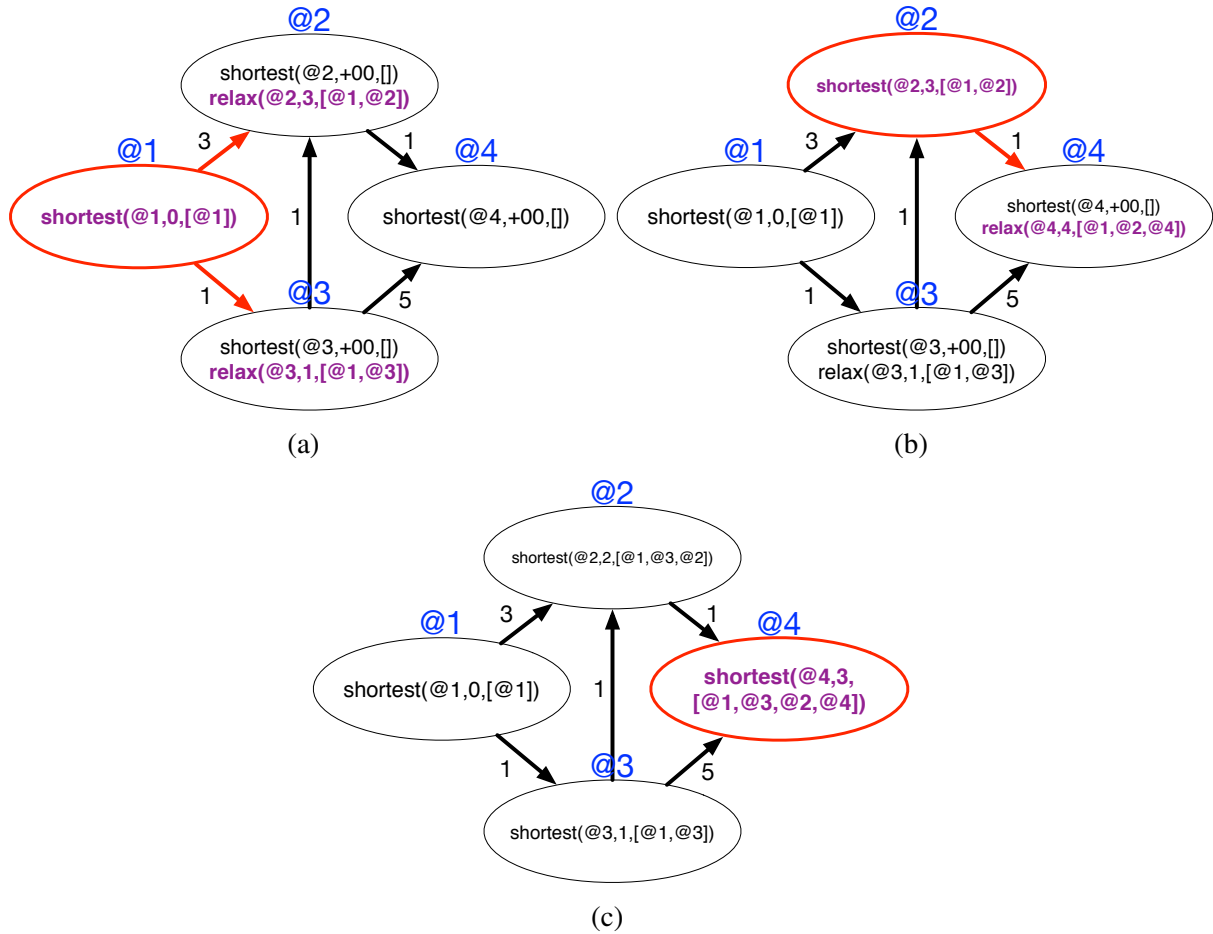 @2
shortest(@2,+00,[])
relax(@2,3,[@1,@2])
@1
3
1
@4
shortest(@1,0,[@1])
1
shortest(@4,+00,[])
1
@3
5
shortest(@3,+00,[])
relax(@3,1,[@1,@3])
(a)
@2
shortest(@2,3,[@1,@2])
@1
3
1
@4
shortest(@1,0,[@1])
1
shortest(@4,+00,[])
relax(@4,4,[@1,@2,@4])
1
@3
5
shortest(@3,+00,[])
relax(@3,1,[@1,@3])
(b)
@2
shortest(@2,2,[@1,@3,@2])
@1
3
1
@4
shortest(@1,0,[@1])
1
shortest(@4,3,
[@1,@3,@2,@4])
1
@3
5
shortest(@3,1,[@1,@3])
(c)